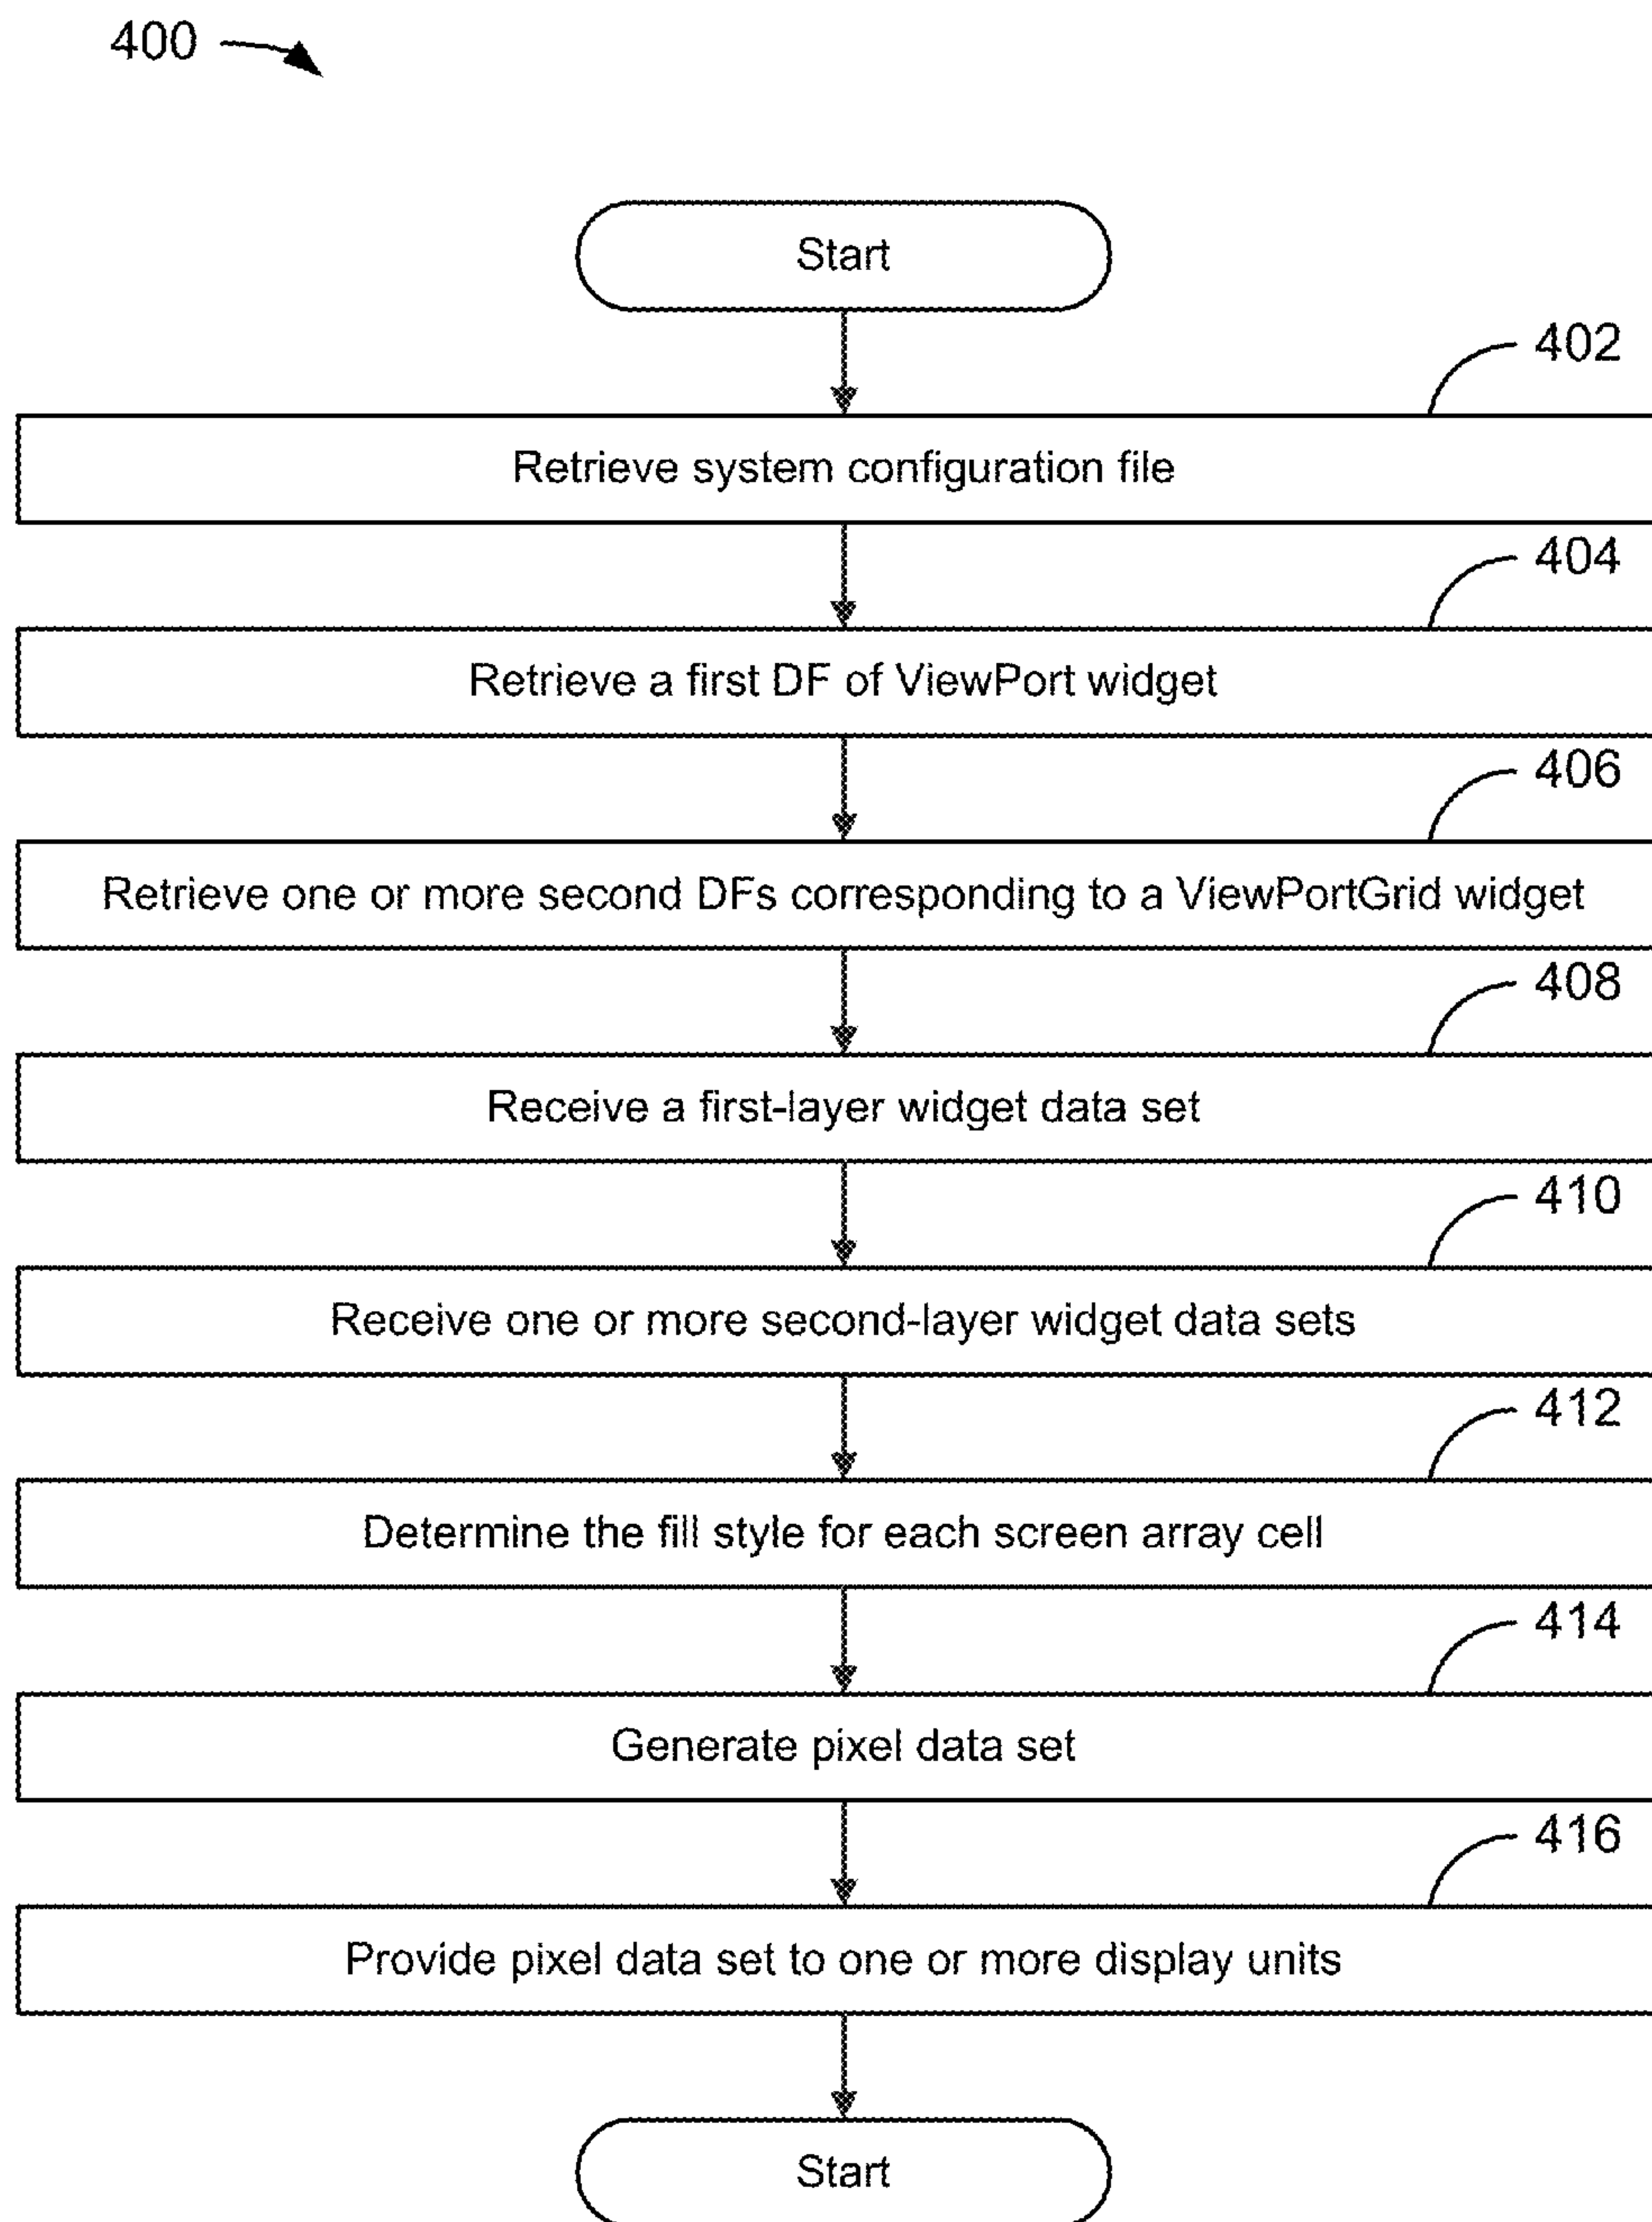 400
Start
402
Retrieve system configuration file
404
Retrieve a first DF of ViewPort widget
406
Retrieve one or more second DFs corresponding to a ViewPortGrid widget
408
Receive a first-layer widget data set
410
Receive one or more second-layer widget data sets
412
Determine the fill style for each screen array cell
414
Generate pixel data set
416
Provide pixel data set to one or more display units
Start